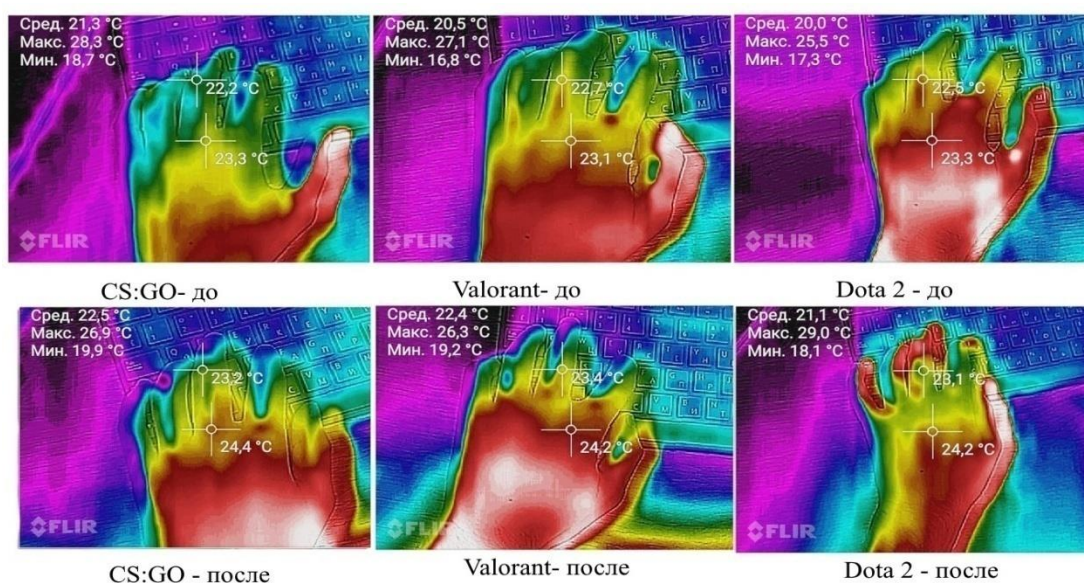 Сред. 21,3 °C
Макс. 28,3 °C
Мин. 18,7 °C
22,2 °C
23,3 °C
FLIR
Сред. 20,5 °C
Макс. 27,1 °C
Мин. 16,8 °C
22,7 °C
23,1 °C
FLIR
Сред. 20,0 °C
Макс. 25,5 °C
Мин. 17,3 °C
22,5 °C
23,3 °C
FLIR
CS:GO- до
Valorant- до
Dota 2 - до
Сред. 22,5 °C
Макс. 26,9 °C
Мин. 19,9 °C
23,2 °C
24,4 °C
FLIR
Сред. 22,4 °C
Макс. 26,3 °C
Мин. 19,2 °C
23,4 °C
24,2 °C
FLIR
Сред. 21,1 °C
Макс. 29,0 °C
Мин. 18,1 °C
23,1 °C
24,2 °C
FLIR
CS:GO - после
Valorant- после
Dota 2 - после